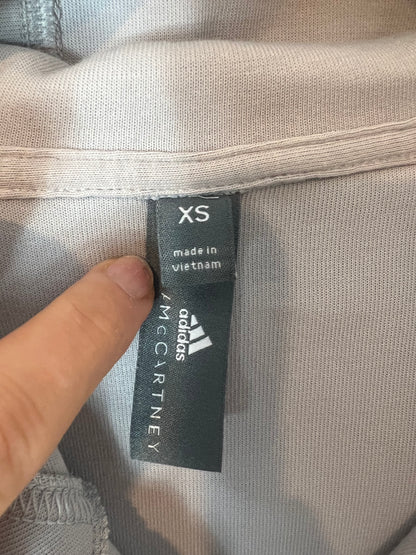 XS
made in
vietnam
adidas
McCARTNEY